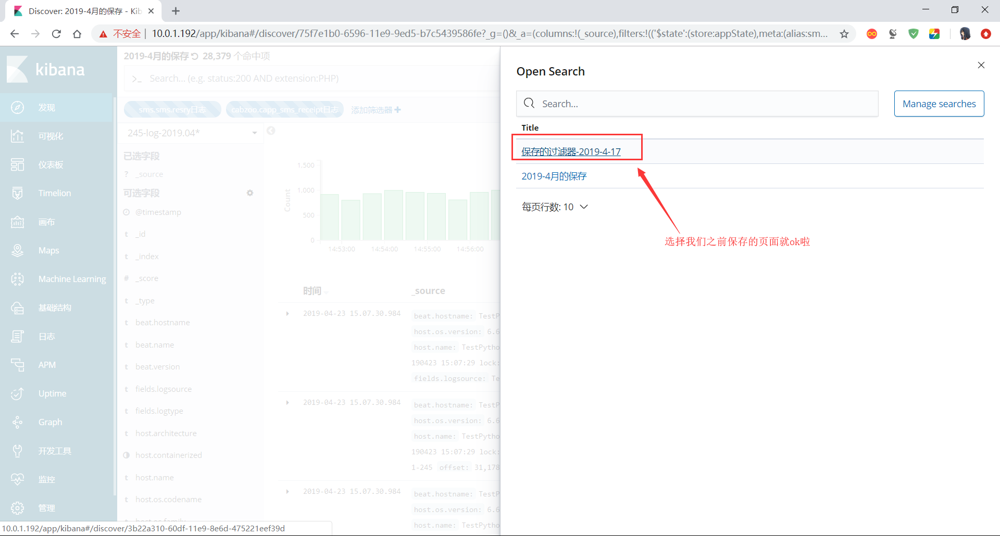 Discover: 2019-4月的保存 - Kib
不安全 | 10.0.1.192/app/kibana#/discover/75f7e1b0-6596-11e9-9ed5-b7c5439586fe?_g=()&_a=(columns:!(_source),filters:!(('$state':(store:appState),meta:(alias:sm...
kibana
发现
可视化
仪表板
Timelion
画布
Maps
Machine Learning
基础结构
日志
APM
Uptime
Graph
开发工具
监控
管理
2019-4月的保存 28,379 个命中项
>_ Search... (e.g. status:200 AND extension:PHP)
sms.sms.resry日志 cabzoo.capp_sms_receipt日志 添加筛选器
245-log-2019.04*
已选字段
? _source
可选字段
@timestamp
t _id
t _index
# _score
t _type
t beat.hostname
t beat.name
t beat.version
t fields.logsource
t fields.logtype
t host.architecture
host.containerized
t host.name
t host.os.codename
t host.os.family
Count
1,500
1,000
500
0
14:53:00 14:54:00 14:55:00 14:56:00
时间 _source
2019-04-23 15.07.30.984 beat.hostname: TestP
host.os.version: 6.6
host.name: TestPytho
190423 15:07:29 lock:
fields.logsource: Te
2019-04-23 15.07.30.984 beat.hostname: TestP
host.os.version: 6.6
host.name: TestPytho
190423 15:07:29 lock:
1-245 offset: 31,178
2019-04-23 15.07.30.984 beat.hostname: TestP
host.os.version: 6.6
host.name: TestPytho
Open Search
Search...
Manage searches
Title
保存的过滤器-2019-4-17
2019-4月的保存
每页行数: 10
选择我们之前保存的页面就ok啦
10.0.1.192/app/kibana#/discover/3b22a310-60df-11e9-8e6d-475221eef39d